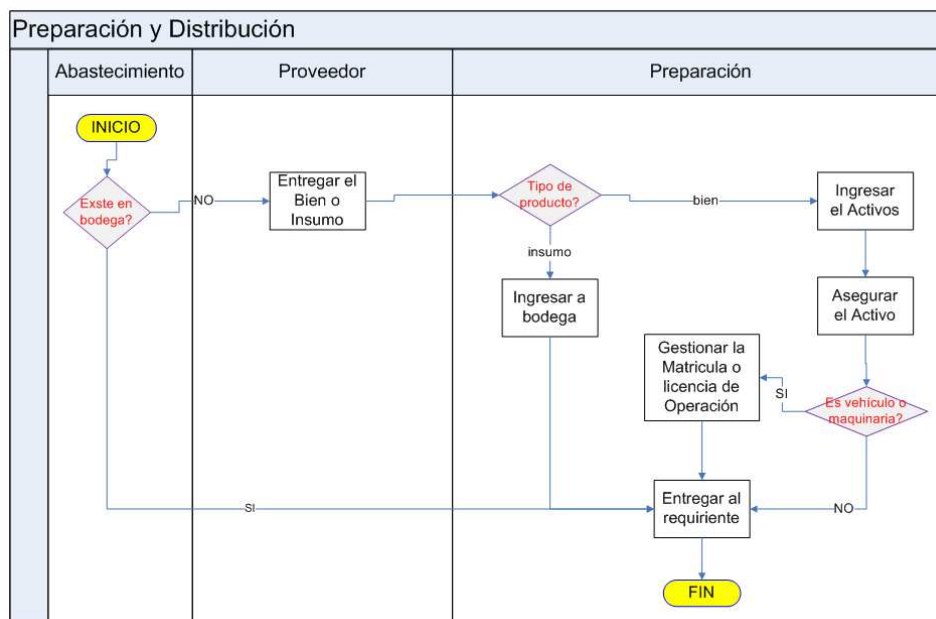 Preparación y Distribución
Abastecimiento
Proveedor
Preparación
INICIO
Exste en
bodega?
NO
Entregar el
Bien o
Insumo
Tipo de
producto?
bien
Ingresar
el Activos
insumo
Ingresar a
bodega
Asegurar
el Activo
Gestionar la
Matricula o
licencia de
Operación
SI
Es vehículo o
maquinaria?
SI
Entregar al
requiriente
NO
FIN